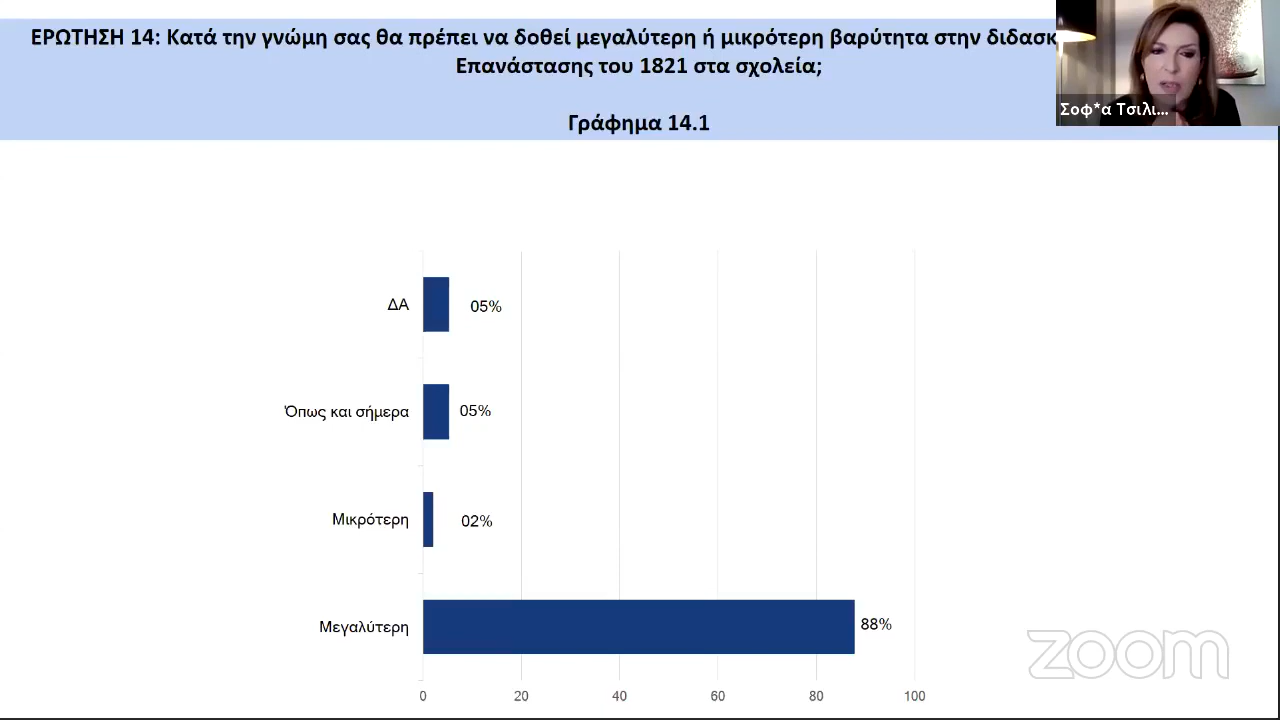 ΕΡΩΤΗΣΗ 14: Κατά την γνώμη σας θα πρέπει να δοθεί μεγαλύτερη ή μικρότερη βαρύτητα στην
Επανάστασης του 1821 στα σχολεία;
Γράφημα 14.1
Σοφ*α Τσιλι...
ΔΑ
05%
Όπως και σήμερα
05%
Μικρότερη
02%
Μεγαλύτερη
88%
0 20 40 60 80 100
zoom